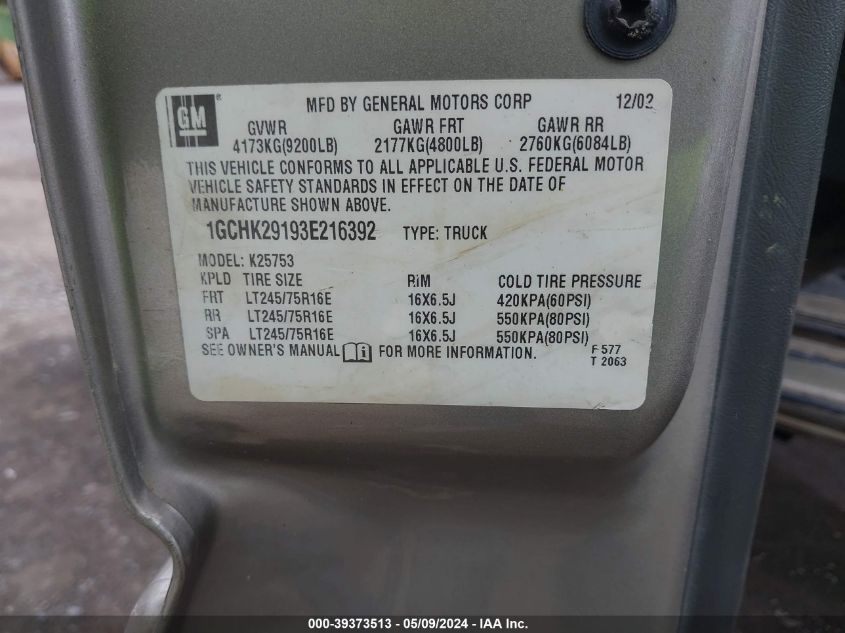 GM ®
MFD BY GENERAL MOTORS CORP 12/02
GVWR GAWR FRT GAWR RR
4173KG(9200LB) 2177KG(4800LB) 2760KG(6084LB)
THIS VEHICLE CONFORMS TO ALL APPLICABLE U.S. FEDERAL MOTOR
VEHICLE SAFETY STANDARDS IN EFFECT ON THE DATE OF
MANUFACTURE SHOWN ABOVE.
1GCHK29193E216392 TYPE: TRUCK
MODEL: K25753
KPLD TIRE SIZE RIM COLD TIRE PRESSURE
FRT LT245/75R16E 16X6.5J 420KPA(60PSI)
RR LT245/75R16E 16X6.5J 550KPA(80PSI)
SPA LT245/75R16E 16X6.5J 550KPA(80PSI)
SEE OWNER'S MANUAL i FOR MORE INFORMATION. F 577
T 2063
000-39373513 - 05/09/2024 - IAA, Inc.